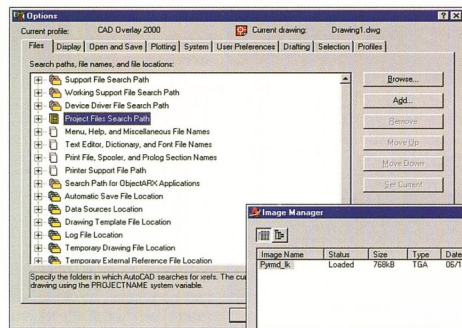 Options
Current profile: CAD Overlay 2000 Current drawing: Drawing1.dwg
Files Display Open and Save Plotting System User Preferences Drafting Selection Profiles
Search paths, file names, and file locations:
Support File Search Path
Working Support File Search Path
Device Driver File Search Path
Project Files Search Path
Menu, Help, and Miscellaneous File Names
Text Editor, Dictionary, and Font File Names
Print File, Spooler, and Prolog Section Names
Printer Support File Path
Search Path for ObjectARX Applications
Automatic Save File Location
Data Sources Location
Drawing Template File Location
Log File Location
Temporary Drawing File Location
Temporary External Reference File Location
Browse...
Add...
Remove
Move Up
Move Down
Set Current
Specify the folders in which AutoCAD searches for xrefs. The cur
drawing using the PROJECTNAME system variable.
Image Manager
Image Name Status Size Type Date
Pyrmd_lk Loaded 768kB TGA 06/1